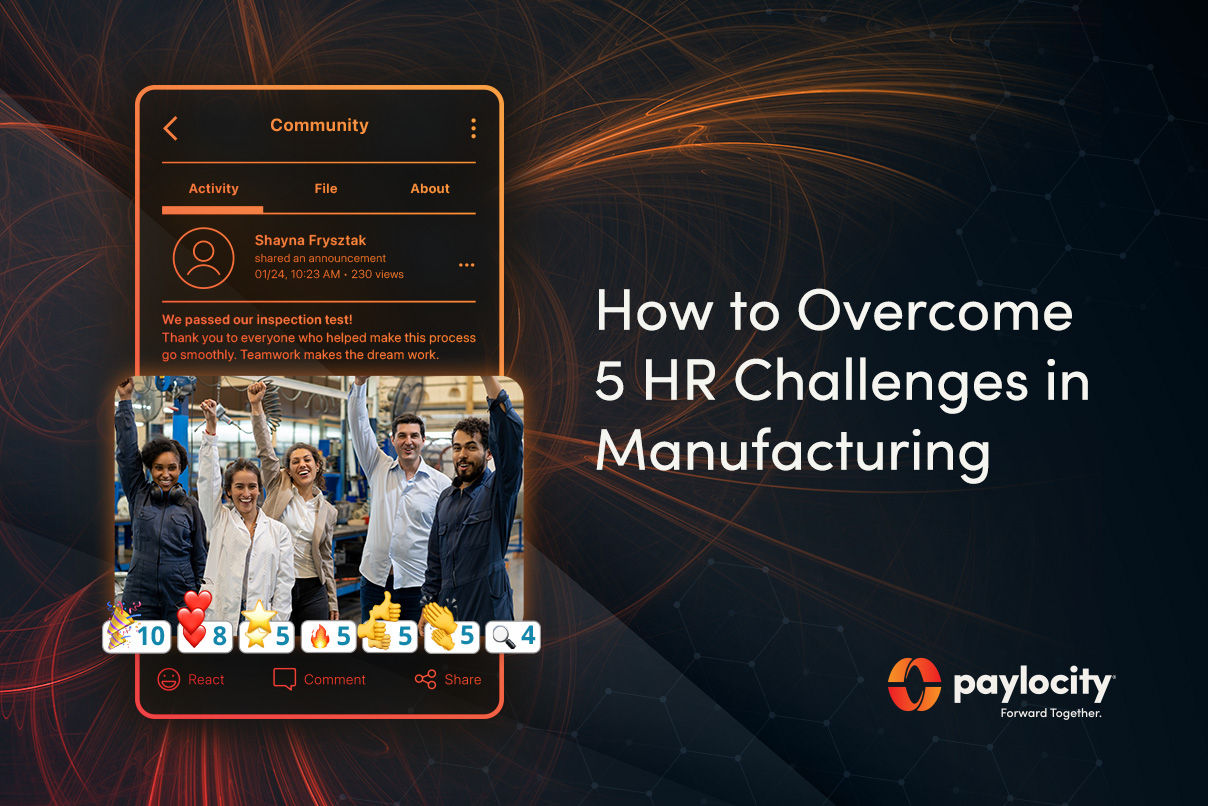 Community
Activity File About
Shayna Frysztak
shared an announcement
01/24, 10:23 AM • 230 views
We passed our inspection test!
Thank you to everyone who helped make this process
go smoothly. Teamwork makes the dream work.
10 8 5 5 5 5 4
React Comment Share
How to Overcome
5 HR Challenges in
Manufacturing
paylocity
Forward Together.